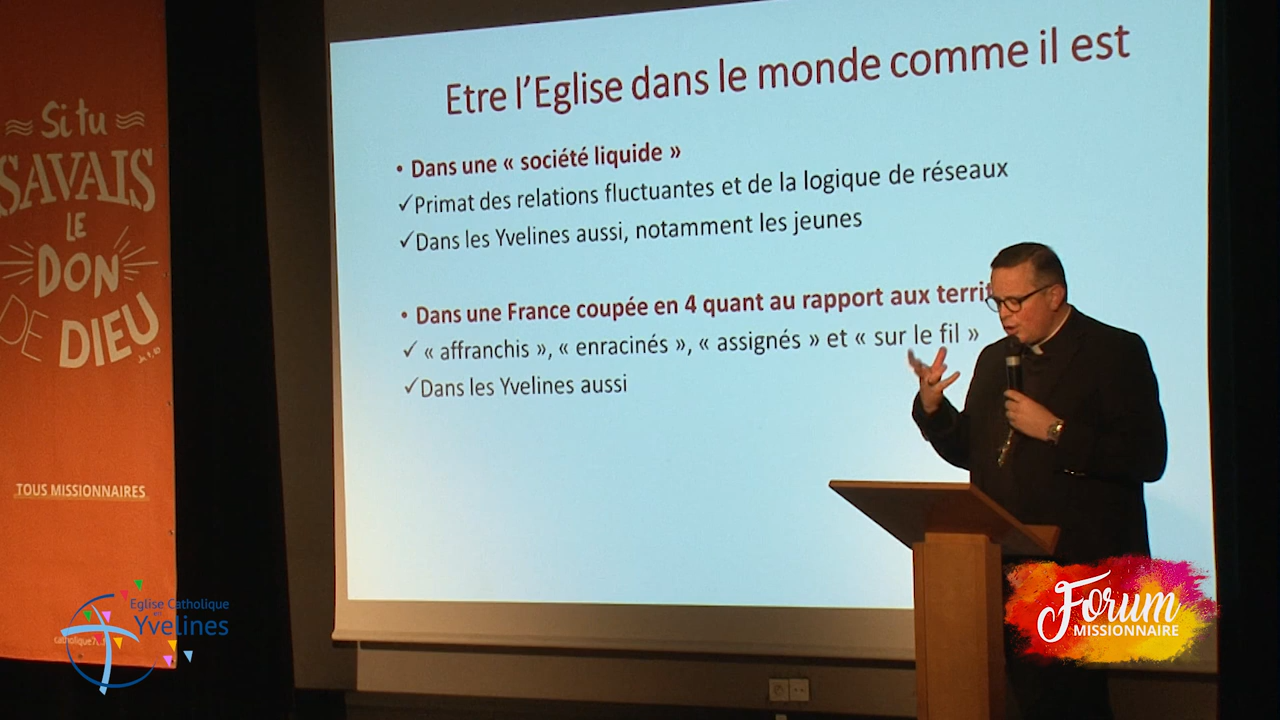 Etre l'Eglise dans le monde comme il est
• Dans une « société liquide »
✓Primat des relations fluctuantes et de la logique de réseaux
✓Dans les Yvelines aussi, notamment les jeunes
• Dans une France coupée en 4 quant au rapport aux
✓ « affranchis », « enracinés », « assignés » et « sur le fil »
✓Dans les Yvelines aussi
Si tu
SAVAIS
LE
DON
DE DIEU
TOUS MISSIONNAIRES
Eglise Catholique
en
Yvelines
Forum
MISSIONNAIRE